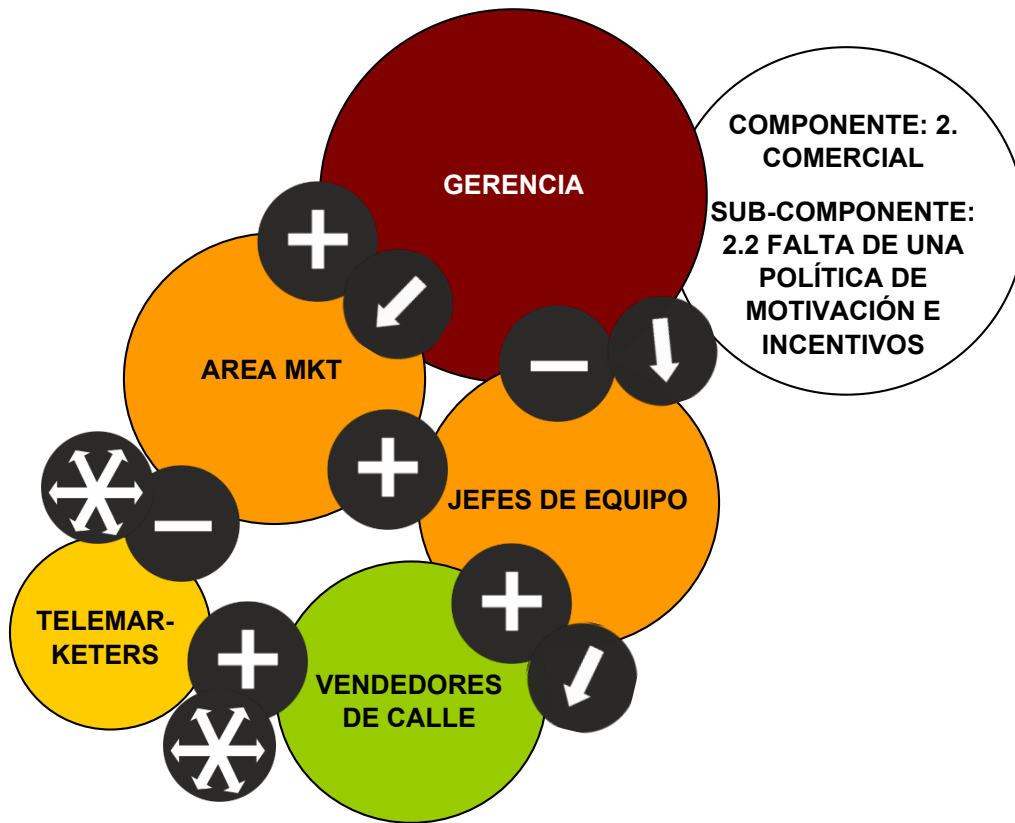 COMPONENTE: 2.
COMERCIAL
GERENCIA
SUB-COMPONENTE:
2.2 FALTA DE UNA
POLÍTICA DE
MOTIVACIÓN E
INCENTIVOS
AREA MKT
JEFES DE EQUIPO
TELEMAR-
KETERS
VENDEDORES
DE CALLE